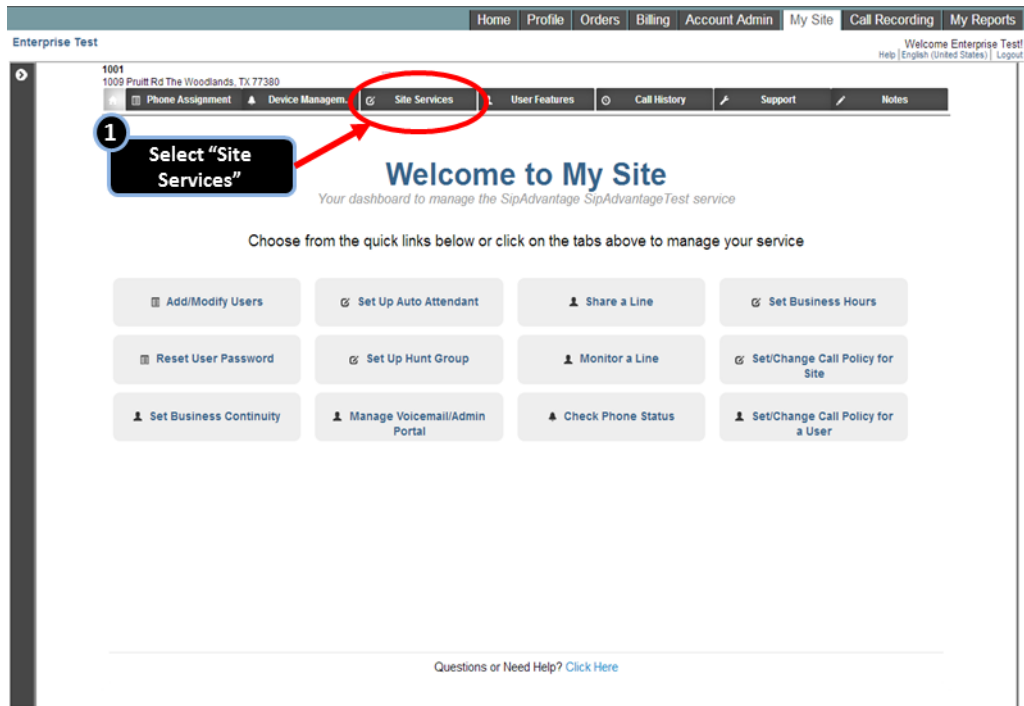 Home Profile Orders Billing Account Admin My Site Call Recording My Reports
Enterprise Test
Welcome Enterprise Test!
Help | English (United States) | Logout
1001
1009 Pruitt Rd The Woodlands, TX 77380
Phone Assignment Device Managem.. Site Services User Features Call History Support Notes
1
Select “Site
Services”
Welcome to My Site
Your dashboard to manage the SipAdvantage SipAdvantageTest service
Choose from the quick links below or click on the tabs above to manage your service
Add/Modify Users Set Up Auto Attendant Share a Line Set Business Hours
Reset User Password Set Up Hunt Group Monitor a Line Set/Change Call Policy for
Site
Set Business Continuity Manage Voicemail/Admin
Portal
Check Phone Status Set/Change Call Policy for
a User
Questions or Need Help? Click Here